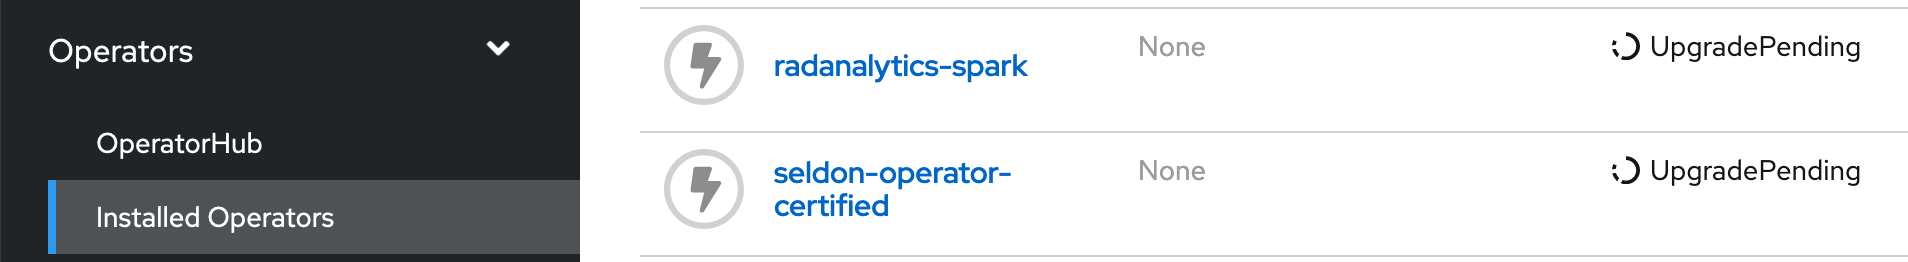 Operators
OperatorHub
Installed Operators
radanalytics-spark
None
UpgradePending
seldon-operator-
certified
None
UpgradePending